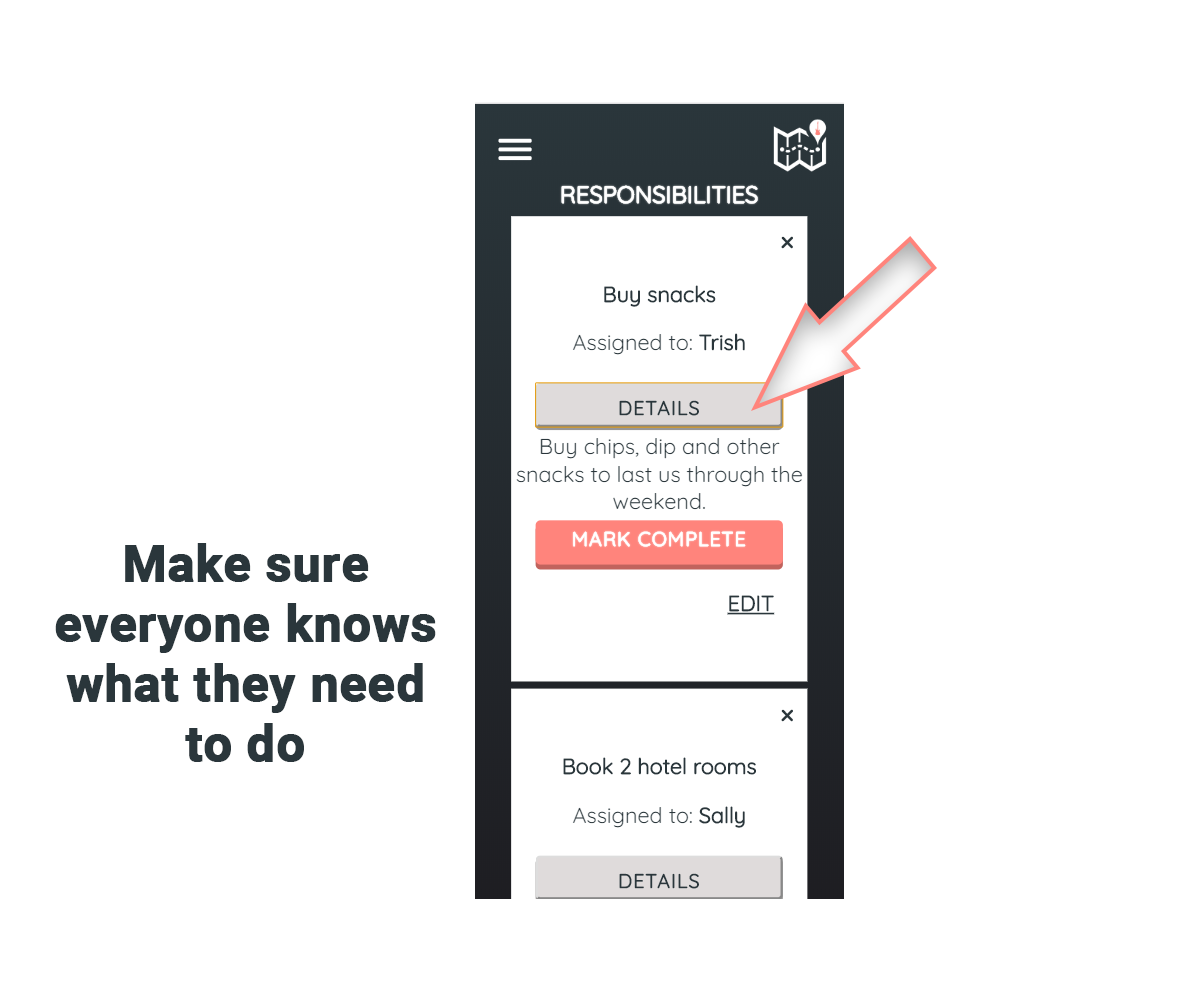 RESPONSIBILITIES
×
Buy snacks
Assigned to: Trish
DETAILS
Buy chips, dip and other
snacks to last us through the
weekend.
MARK COMPLETE
EDIT
Make sure
everyone knows
what they need
to do
×
Book 2 hotel rooms
Assigned to: Sally
DETAILS